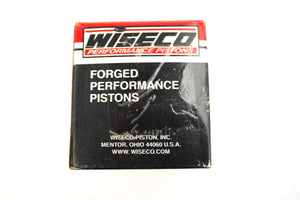 WISECO
PERFORMANCE PISTONS
FORGED
PERFORMANCE
PISTONS
WISECO PISTON, INC.
MENTOR, OHIO 44060 U.S.A.
WWW.WISECO.COM